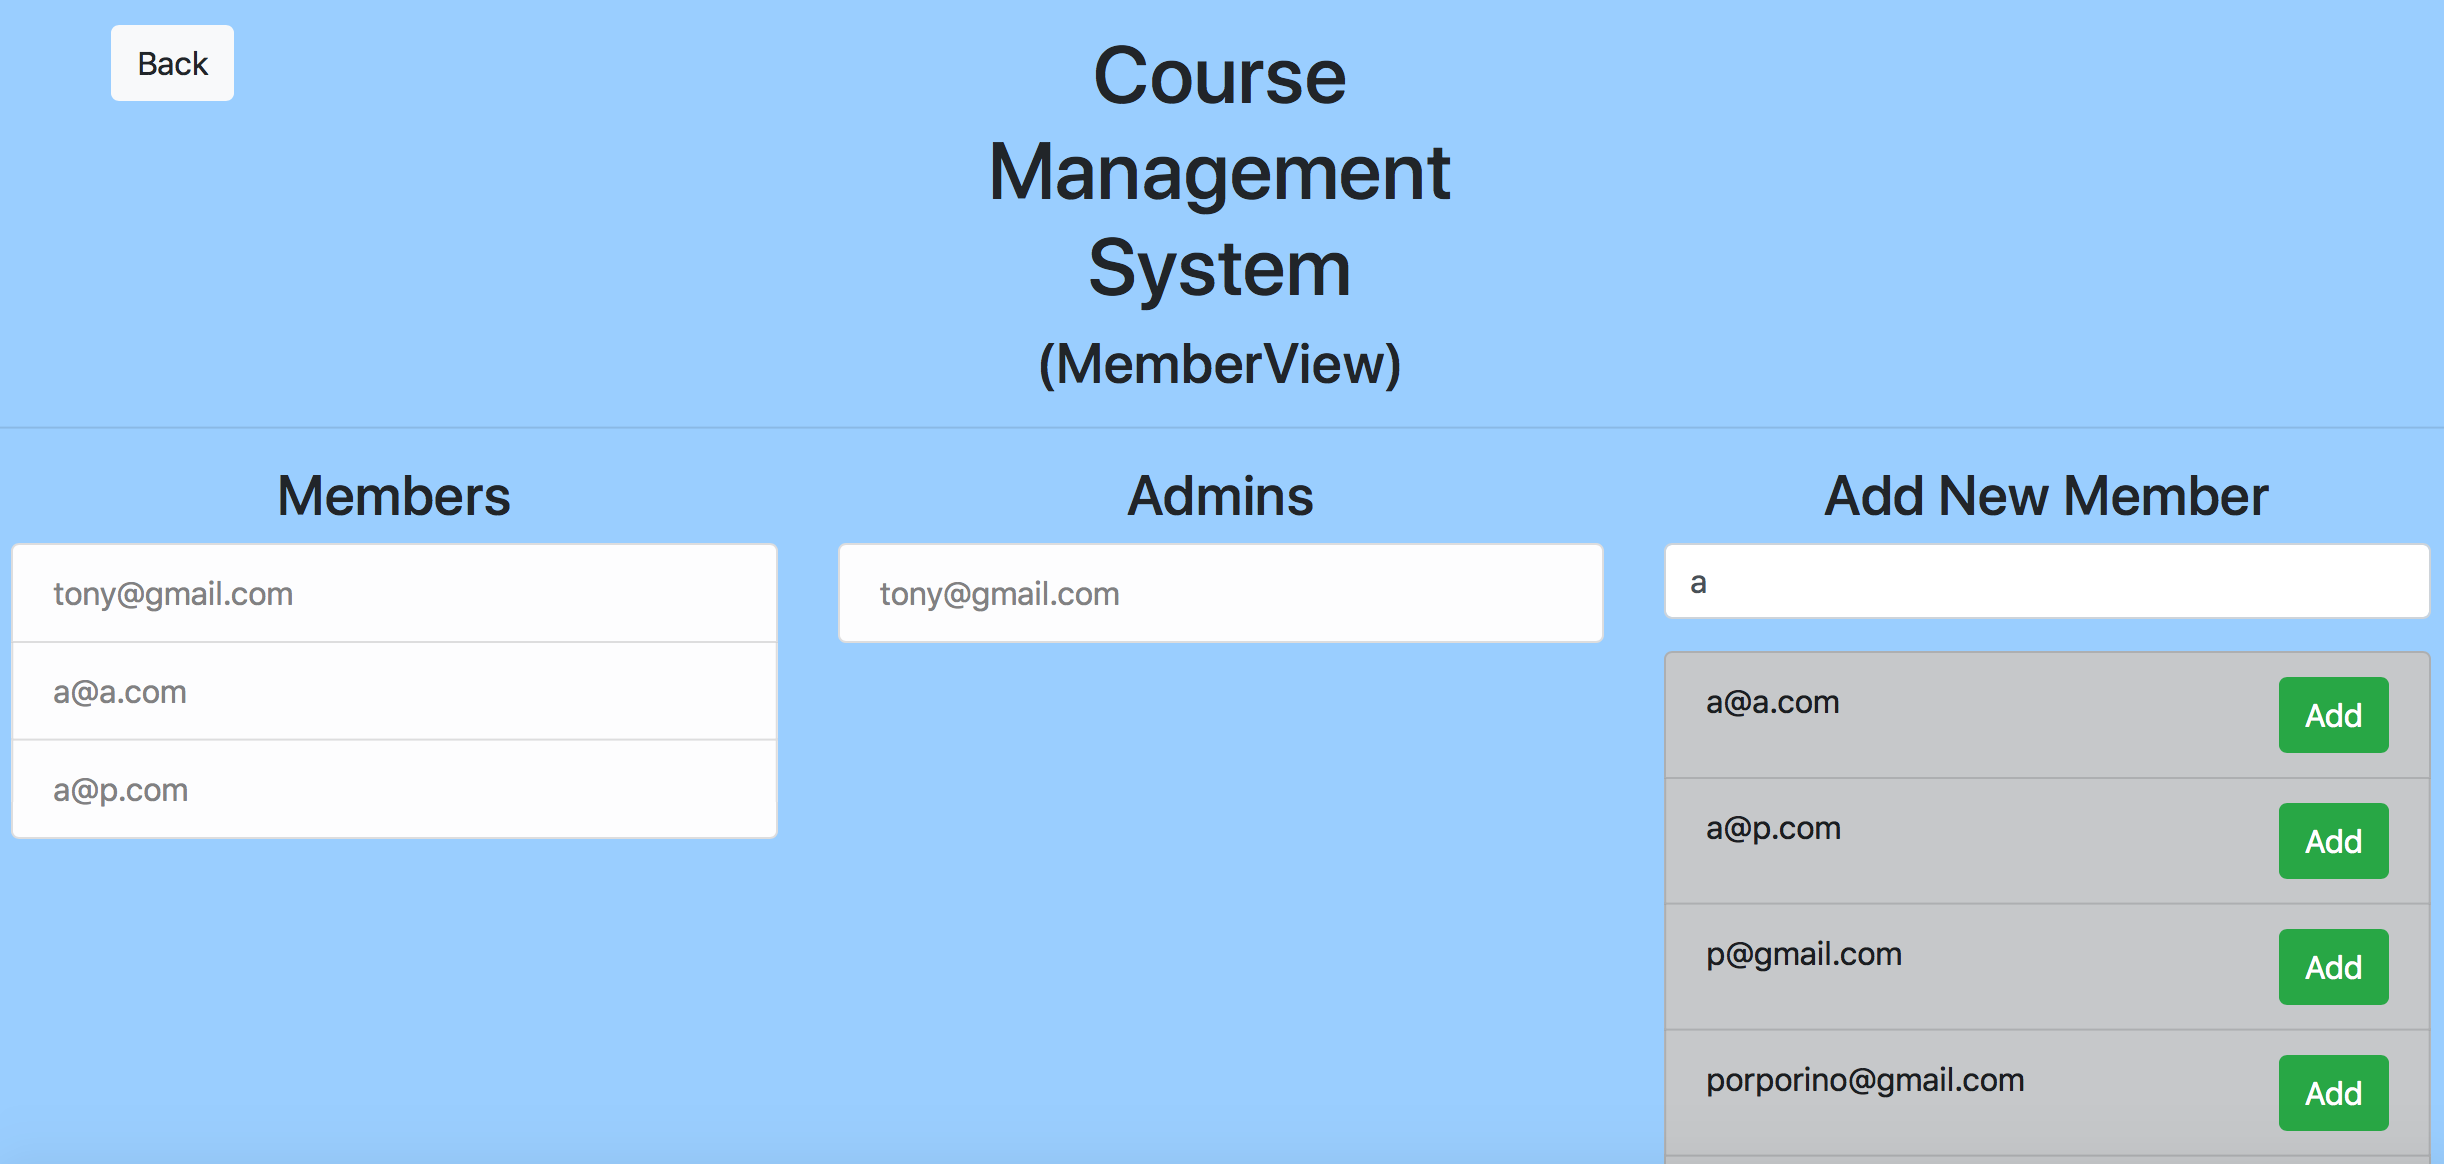 Back
Course
Management
System
(MemberView)
Members
tony@gmail.com
a@a.com
a@p.com
Admins
tony@gmail.com
Add New Member
a
a@a.com Add
a@p.com Add
p@gmail.com Add
porporino@gmail.com Add